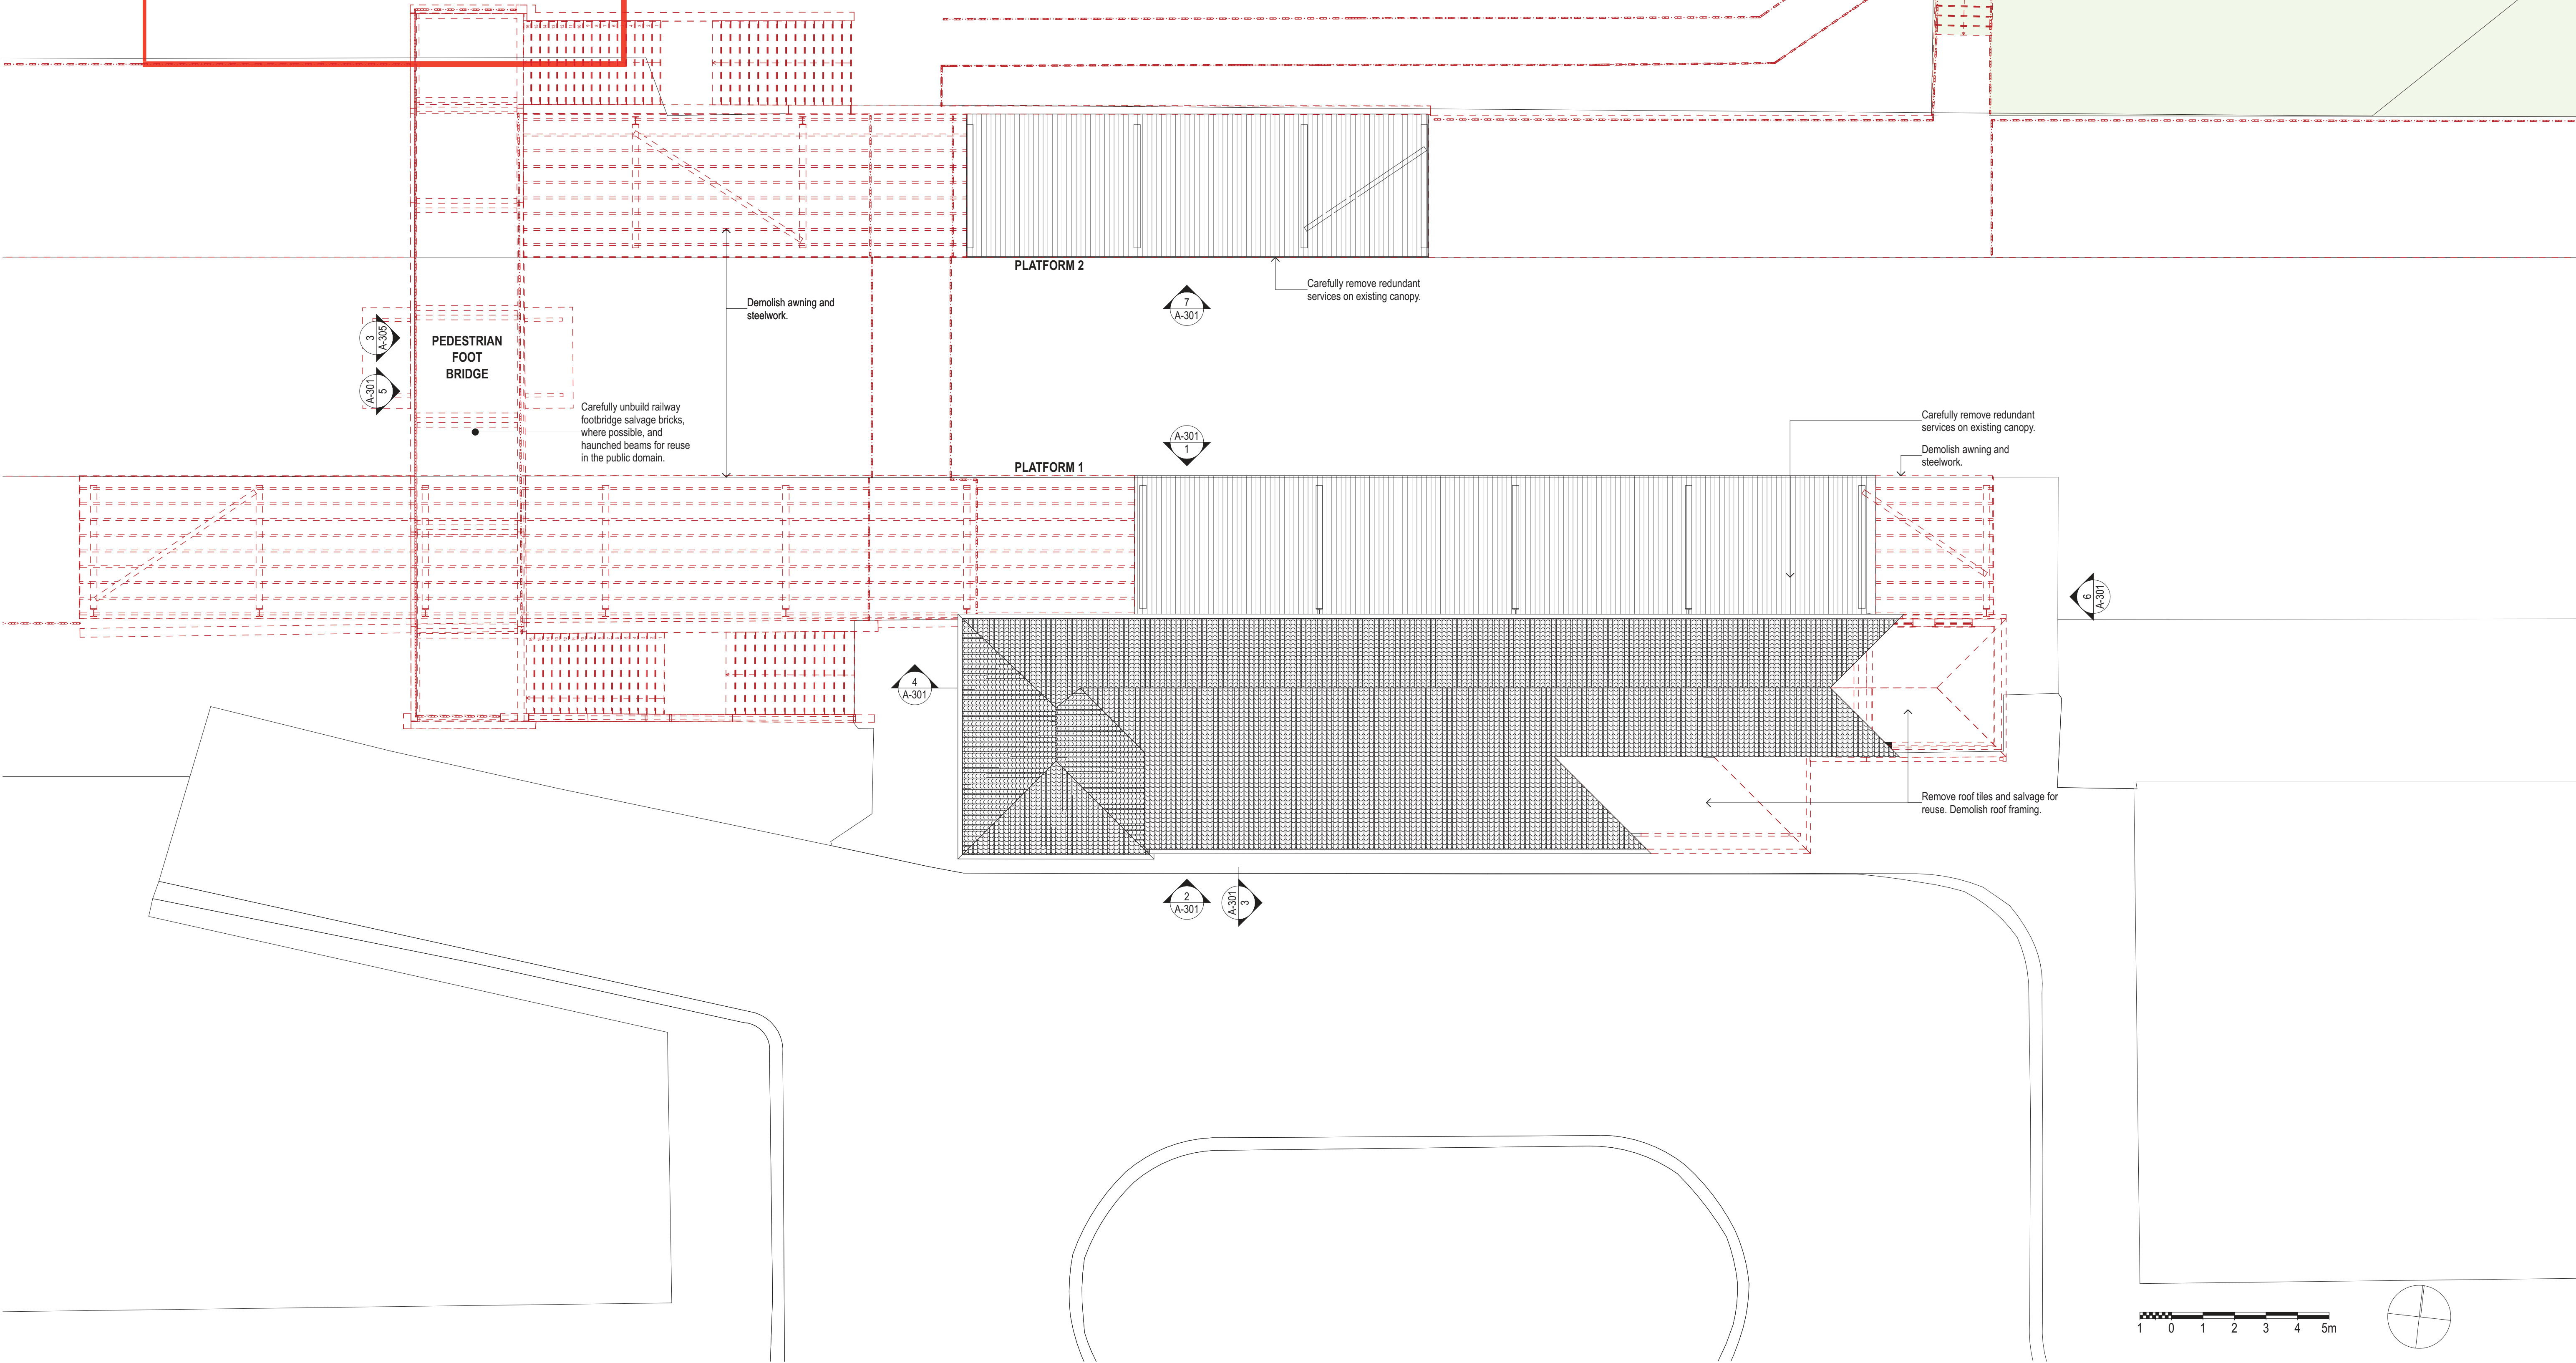 PLATFORM 2
Carefully remove redundant
services on existing canopy.
7
A-301
Demolish awning and
steelwork.
3
A-305
PEDESTRIAN
FOOT
BRIDGE
A-301
5
Carefully unbuild railway
footbridge salvage bricks,
where possible, and
haunched beams for reuse
in the public domain.
A-301
1
PLATFORM 1
Carefully remove redundant
services on existing canopy.
Demolish awning and
steelwork.
6
A-301
4
A-301
Remove roof tiles and salvage for
reuse. Demolish roof framing.
2
A-301
A-301
3
1 0 1 2 3 4 5m